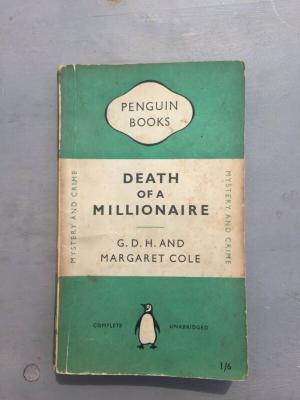 PENGUIN
BOOKS
DEATH
OF A
MILLIONAIRE
G. D. H. AND
MARGARET COLE
MYSTERY AND CRIME
MYSTERY AND CRIME
COMPLETE UNABRIDGED
1/6